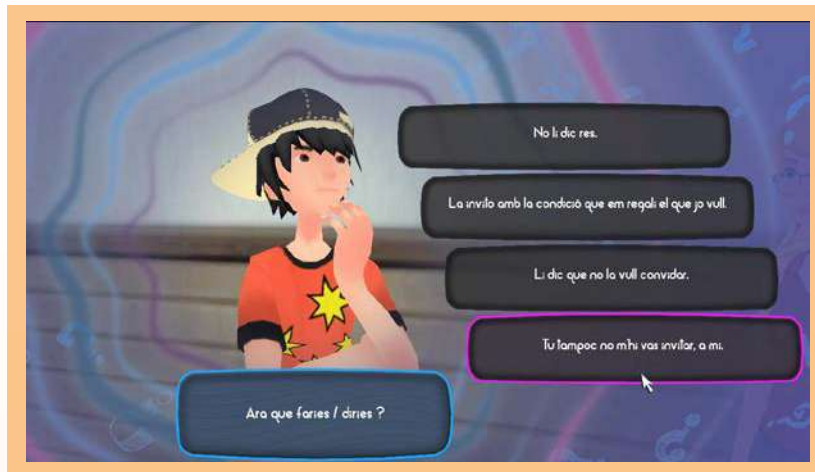 No li dic res.
La invito amb la condició que em regali el que jo vull.
Li dic que no la vull convidar.
Tu tampoc no m'hi vas invitar, a mi.
Ara que faries / diries ?